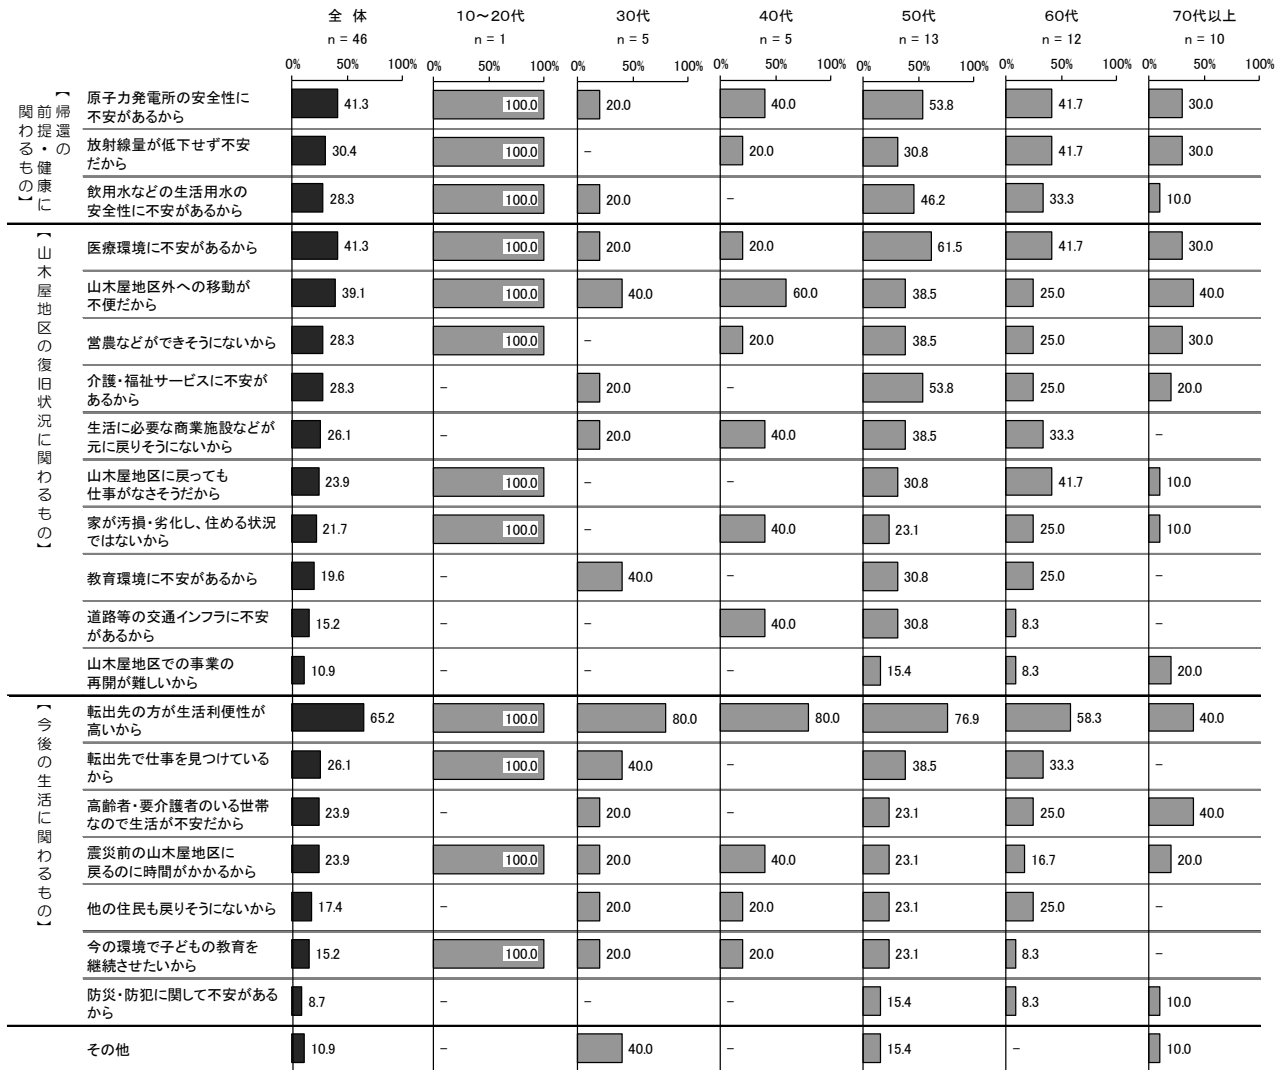 全 体 10～20代 30代 40代 50代 60代 70代以上
n = 46 n = 1 n = 5 n = 5 n = 13 n = 12 n = 10
0% 50% 100% 0% 50% 100% 0% 50% 100% 0% 50% 100% 0% 50% 100% 0% 50% 100% 0% 50% 100%
【帰還の
前提・健康に
関わるもの】
原子力発電所の安全性に
不安があるから
41.3 100.0 20.0 40.0 53.8 41.7 30.0
放射線量が低下せず不安
だから
30.4 100.0 － 20.0 30.8 41.7 30.0
飲用水などの生活用水の
安全性に不安があるから
28.3 100.0 20.0 － 46.2 33.3 10.0
【山木屋地区の復旧状況に関わるもの】
医療環境に不安があるから
41.3 100.0 20.0 20.0 61.5 41.7 30.0
山木屋地区外への移動が
不便だから
39.1 100.0 40.0 60.0 38.5 25.0 40.0
営農などができそうにないから
28.3 100.0 － 20.0 38.5 25.0 30.0
介護・福祉サービスに不安が
あるから
28.3 － 20.0 － 53.8 25.0 20.0
生活に必要な商業施設などが
元に戻りそうにないから
26.1 － 20.0 40.0 38.5 33.3 －
山木屋地区に戻っても
仕事がなさそうだから
23.9 100.0 － － 30.8 41.7 10.0
家が汚損・劣化し、住める状況
ではないから
21.7 100.0 － 40.0 23.1 25.0 10.0
教育環境に不安があるから
19.6 － 40.0 － 30.8 25.0 －
道路等の交通インフラに不安
があるから
15.2 － － 40.0 30.8 8.3 －
山木屋地区での事業の
再開が難しいから
10.9 － － － 15.4 8.3 20.0
【今後の生活に関わるもの】
転出先の方が生活利便性が
高いから
65.2 100.0 80.0 80.0 76.9 58.3 40.0
転出先で仕事を見つけている
から
26.1 100.0 40.0 － 38.5 33.3 －
高齢者・要介護者のいる世帯
なので生活が不安だから
23.9 － 20.0 － 23.1 25.0 40.0
震災前の山木屋地区に
戻るのに時間がかかるから
23.9 100.0 20.0 40.0 23.1 16.7 20.0
他の住民も戻りそうにないから
17.4 － 20.0 20.0 23.1 25.0 －
今の環境で子どもの教育を
継続させたいから
15.2 100.0 20.0 20.0 23.1 8.3 －
防災・防犯に関して不安がある
から
8.7 － － － 15.4 8.3 10.0
その他
10.9 － 40.0 － 15.4 － 10.0